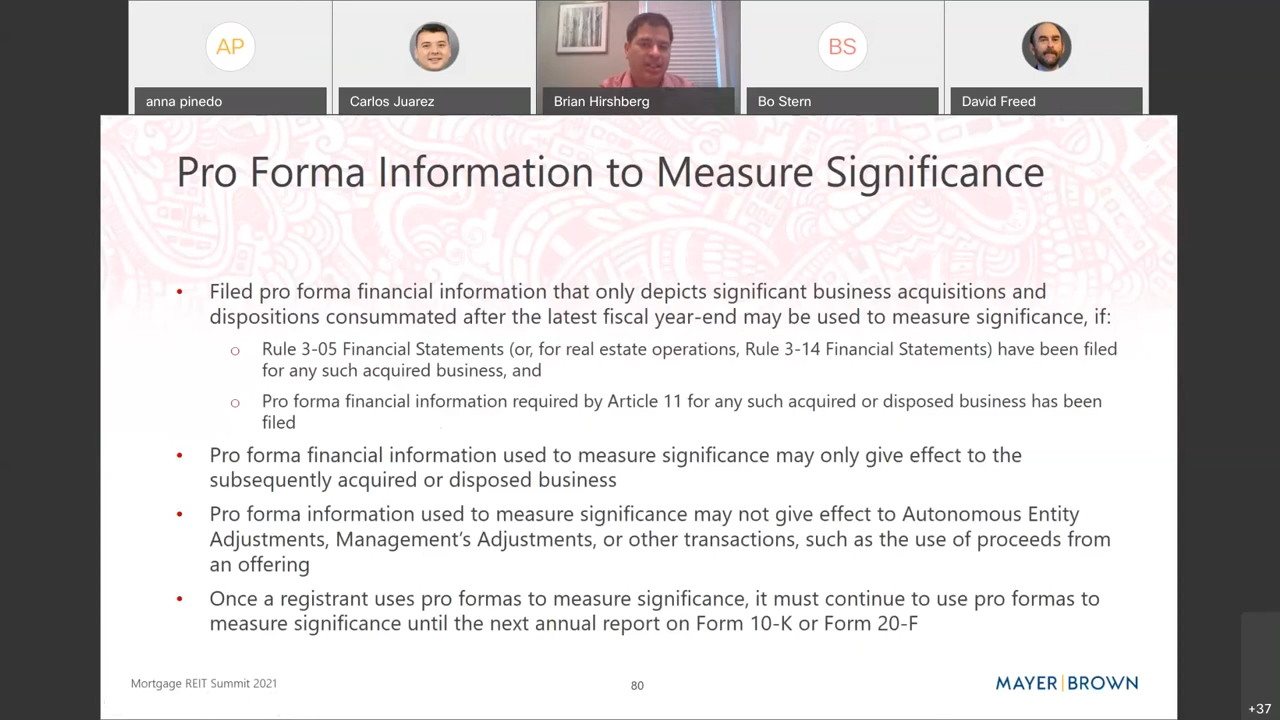 AP
BS
anna pinedo
Carlos Juarez
Brian Hirshberg
Bo Stern
David Freed
Pro Forma Information to Measure Significance
• Filed pro forma financial information that only depicts significant business acquisitions and
dispositions consummated after the latest fiscal year-end may be used to measure significance, if:
o Rule 3-05 Financial Statements (or, for real estate operations, Rule 3-14 Financial Statements) have been filed
for any such acquired business, and
o Pro forma financial information required by Article 11 for any such acquired or disposed business has been
filed
• Pro forma financial information used to measure significance may only give effect to the
subsequently acquired or disposed business
• Pro forma information used to measure significance may not give effect to Autonomous Entity
Adjustments, Management's Adjustments, or other transactions, such as the use of proceeds from
an offering
• Once a registrant uses pro formas to measure significance, it must continue to use pro formas to
measure significance until the next annual report on Form 10-K or Form 20-F
Mortgage REIT Summit 2021
80
MAYER|BROWN
+37